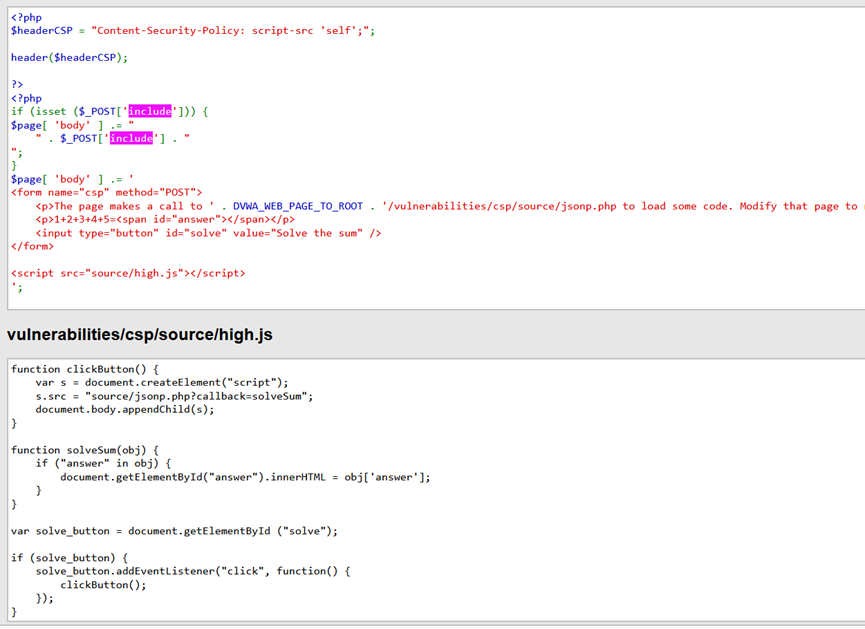 <?php
$headerCSP = "Content-Security-Policy: script-src 'self';";

header($headerCSP);

?>
<?php
if (isset ($_POST['include'])) {
$page[ 'body' ] .= "
    " . $_POST['include'] . "
";
}
$page[ 'body' ] .= '
<form name="csp" method="POST">
    <p>The page makes a call to ' . DVWA_WEB_PAGE_TO_ROOT . '/vulnerabilities/csp/source/jsonp.php to load some code. Modify that page to
    <p>1+2+3+4+5=<span id="answer"></span></p>
    <input type="button" id="solve" value="Solve the sum" />
</form>

<script src="source/high.js"></script>
';

vulnerabilities/csp/source/high.js

function clickButton() {
    var s = document.createElement("script");
    s.src = "source/jsonp.php?callback=solveSum";
    document.body.appendChild(s);
}

function solveSum(obj) {
    if ("answer" in obj) {
        document.getElementById("answer").innerHTML = obj['answer'];
    }
}

var solve_button = document.getElementById ("solve");

if (solve_button) {
    solve_button.addEventListener("click", function() {
        clickButton();
    });
}